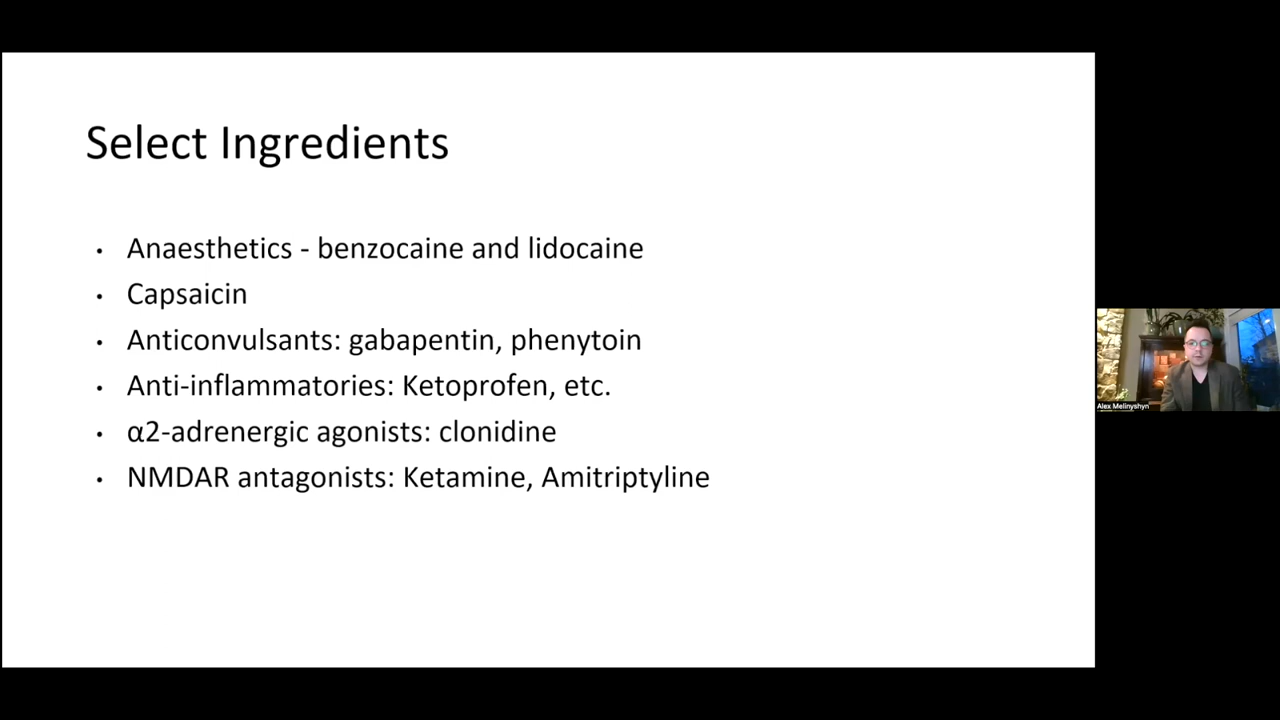 Select Ingredients
• Anaesthetics - benzocaine and lidocaine
• Capsaicin
• Anticonvulsants: gabapentin, phenytoin
• Anti-inflammatories: Ketoprofen, etc.
• α2-adrenergic agonists: clonidine
• NMDAR antagonists: Ketamine, Amitriptyline
Alex Melinyshyn